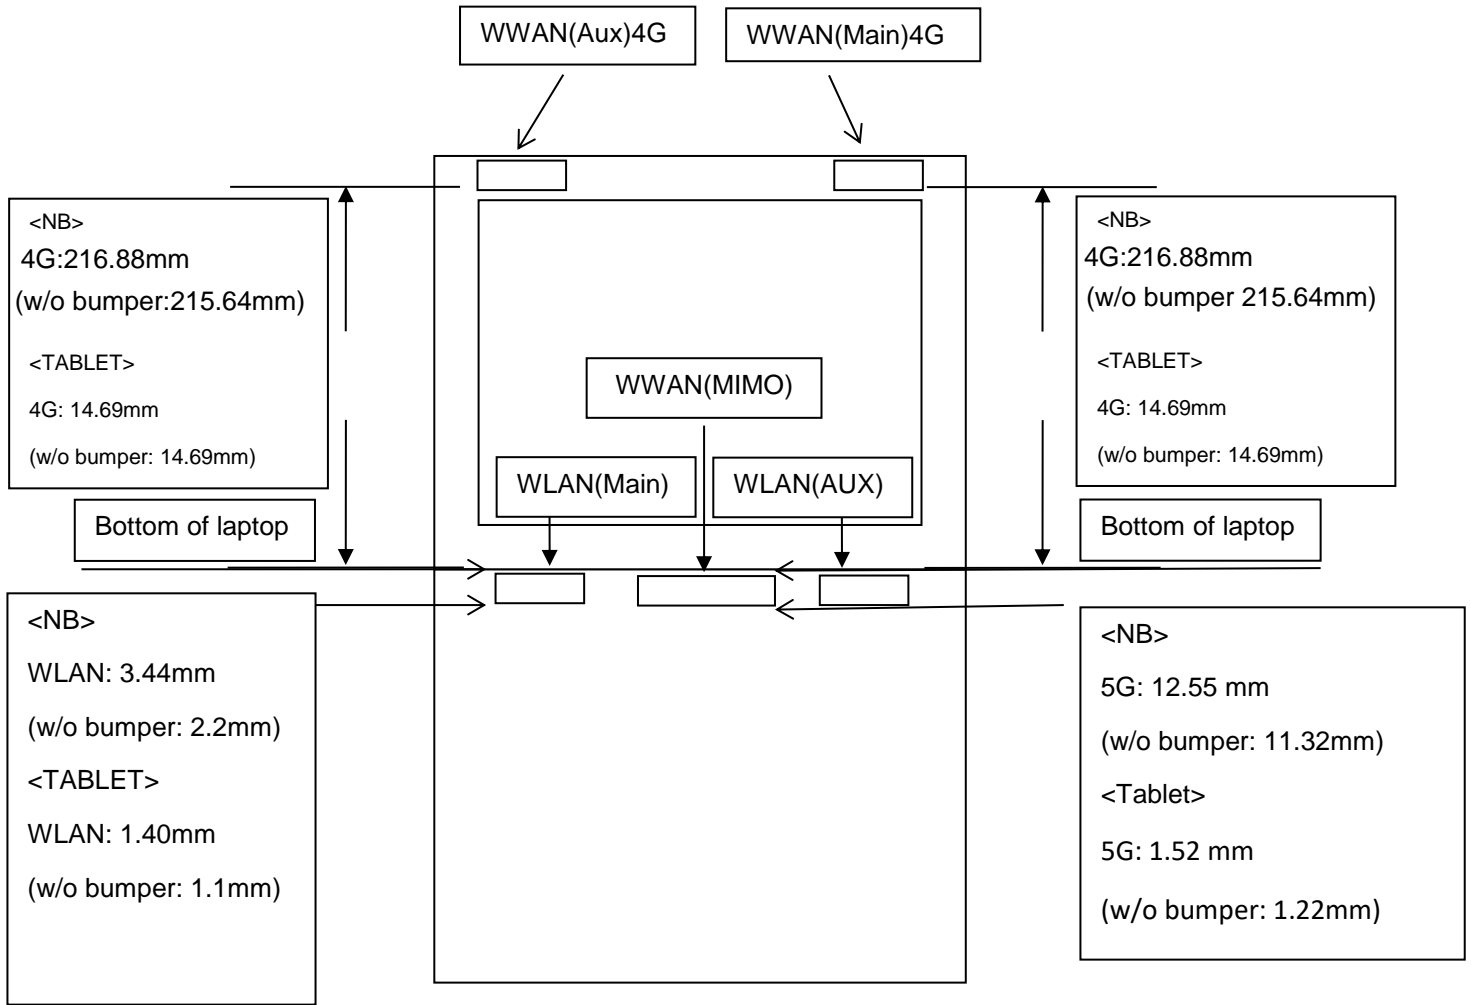 WWAN(Aux)4G
WWAN(Main)4G
<NB>
4G:216.88mm
(w/o bumper:215.64mm)
<TABLET>
4G: 14.69mm
(w/o bumper: 14.69mm)
<NB>
4G:216.88mm
(w/o bumper 215.64mm)
<TABLET>
4G: 14.69mm
(w/o bumper: 14.69mm)
WWAN(MIMO)
WLAN(Main)
WLAN(AUX)
Bottom of laptop
Bottom of laptop
<NB>
WLAN: 3.44mm
(w/o bumper: 2.2mm)
<TABLET>
WLAN: 1.40mm
(w/o bumper: 1.1mm)
<NB>
5G: 12.55 mm
(w/o bumper: 11.32mm)
<Tablet>
5G: 1.52 mm
(w/o bumper: 1.22mm)